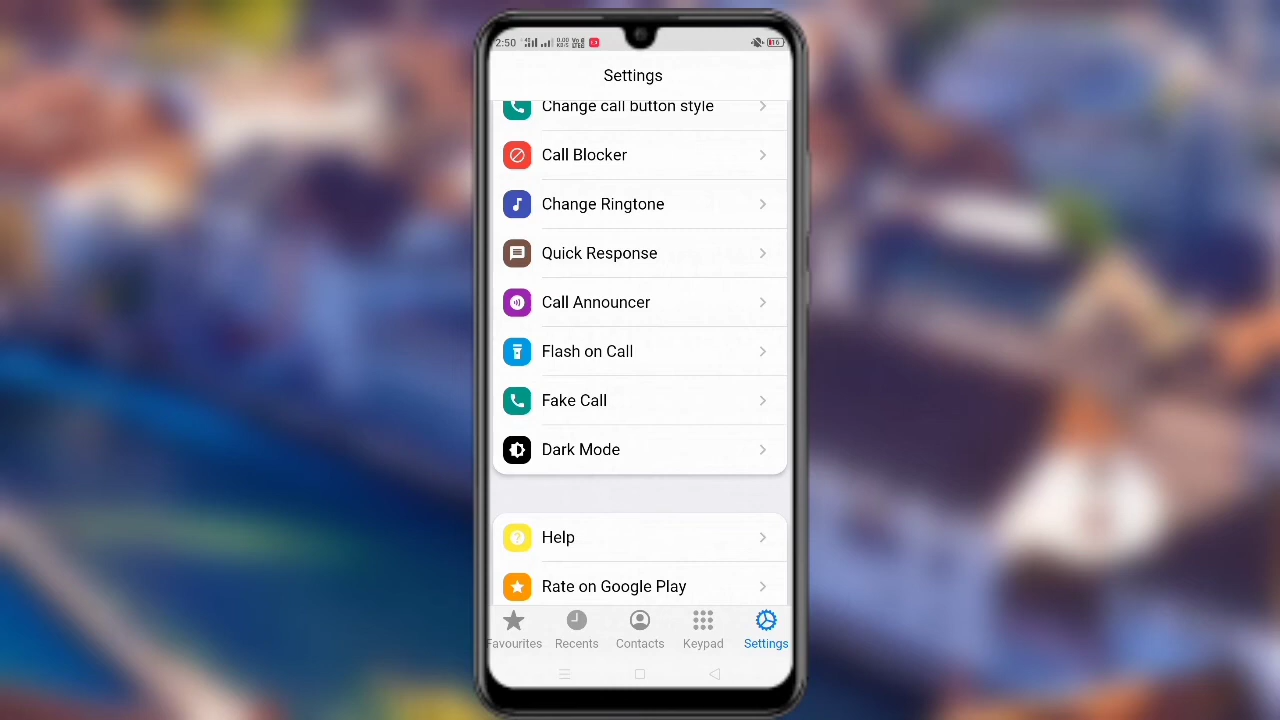 2:50
Settings
Change call button style
Call Blocker
Change Ringtone
Quick Response
Call Announcer
Flash on Call
Fake Call
Dark Mode
Help
Rate on Google Play
Favourites Recents Contacts Keypad Settings